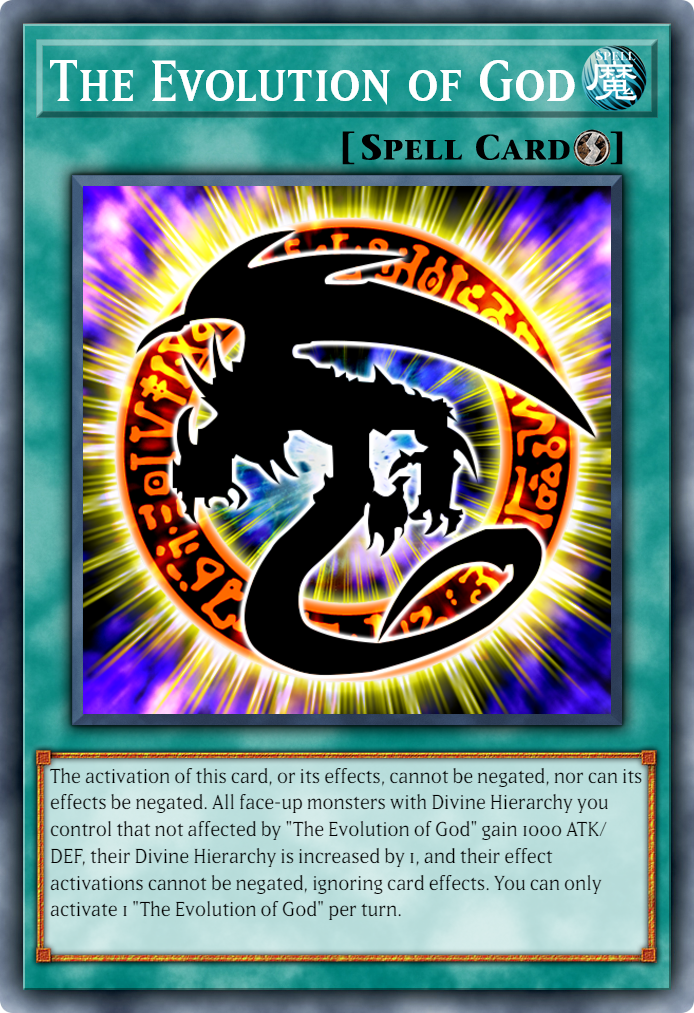 The Evolution of God
SPELL
魔
[Spell Card]
The activation of this card, or its effects, cannot be negated, nor can its
effects be negated. All face-up monsters with Divine Hierarchy you
control that not affected by "The Evolution of God" gain 1000 ATK/
DEF, their Divine Hierarchy is increased by 1, and their effect
activations cannot be negated, ignoring card effects. You can only
activate 1 "The Evolution of God" per turn.